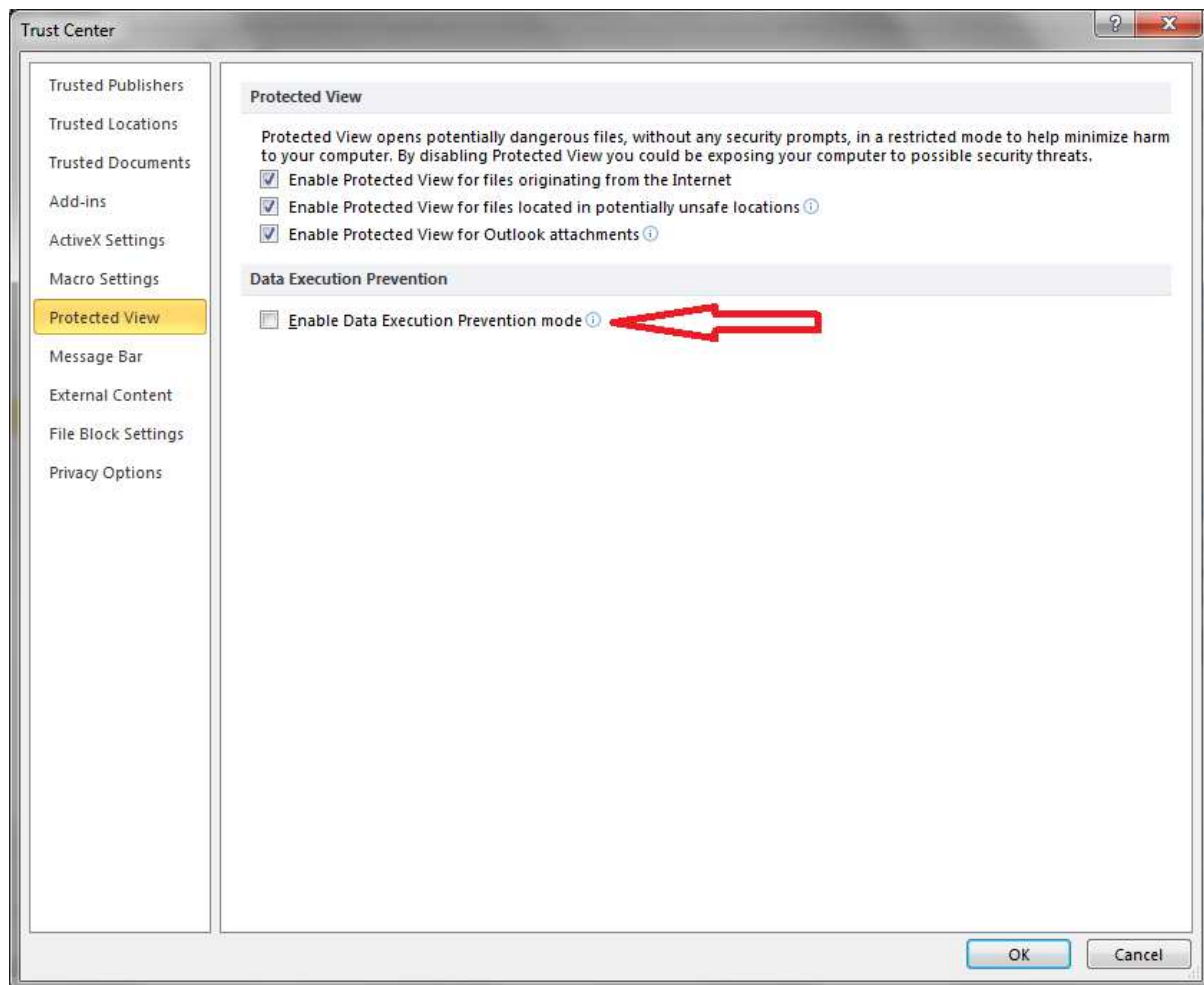 Trust Center
Trusted Publishers
Trusted Locations
Trusted Documents
Add-ins
ActiveX Settings
Macro Settings
Protected View
Message Bar
External Content
File Block Settings
Privacy Options
Protected View
Protected View opens potentially dangerous files, without any security prompts, in a restricted mode to help minimize harm
to your computer. By disabling Protected View you could be exposing your computer to possible security threats.
Enable Protected View for files originating from the Internet
Enable Protected View for files located in potentially unsafe locations
Enable Protected View for Outlook attachments
Data Execution Prevention
Enable Data Execution Prevention mode
OK
Cancel